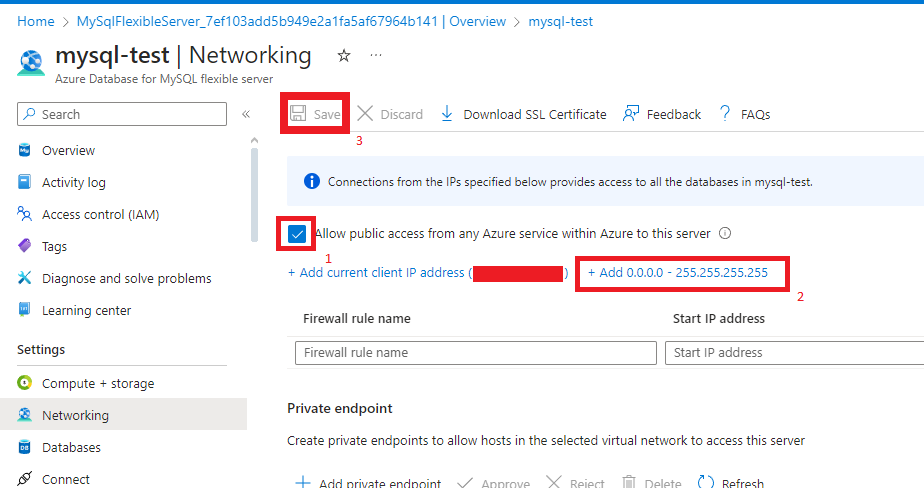 Home > MySqlFlexibleServer_7ef103add5b949e2a1fa5af67964b141 | Overview > mysql-test
mysql-test | Networking
Azure Database for MySQL flexible server
Search
Save
Discard
Download SSL Certificate
Feedback
FAQs
3
Overview
Activity log
Access control (IAM)
Tags
Diagnose and solve problems
Learning center
Settings
Compute + storage
Networking
Databases
Connect
Connections from the IPs specified below provides access to all the databases in mysql-test.
Allow public access from any Azure service within Azure to this server
1
+ Add current client IP address ( )
+ Add 0.0.0.0 - 255.255.255.255
2
Firewall rule name
Start IP address
Firewall rule name
Start IP address
Private endpoint
Create private endpoints to allow hosts in the selected virtual network to access this server
Add private endpoint
Approve
Reject
Delete
Refresh